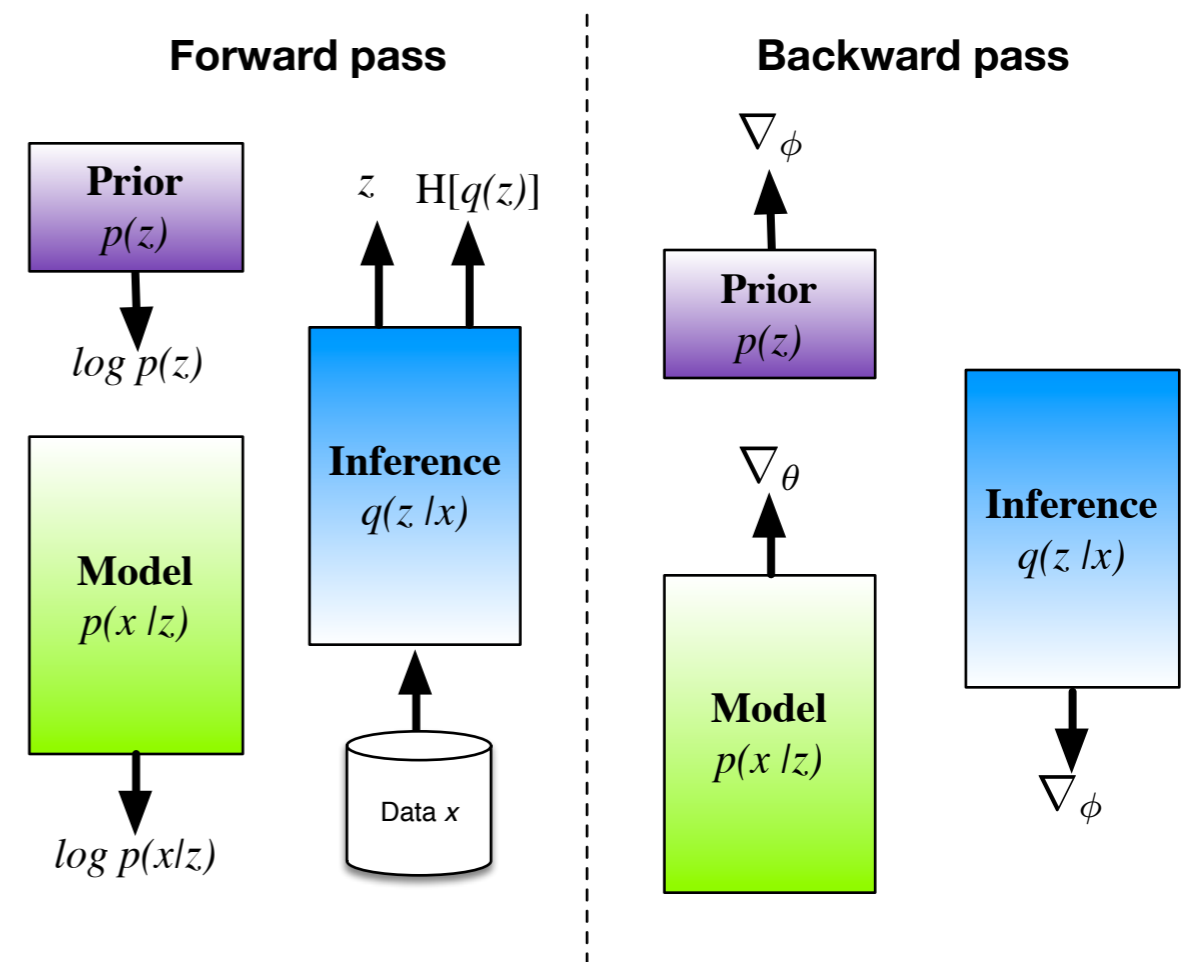 Forward pass
Prior
p(z)
log p(z)
z
H[q(z)]
Inference
q(z |x)
Model
p(x |z)
log p(x|z)
Data x
Backward pass
∇ϕ
Prior
p(z)
∇θ
Model
p(x |z)
Inference
q(z |x)
∇ϕ